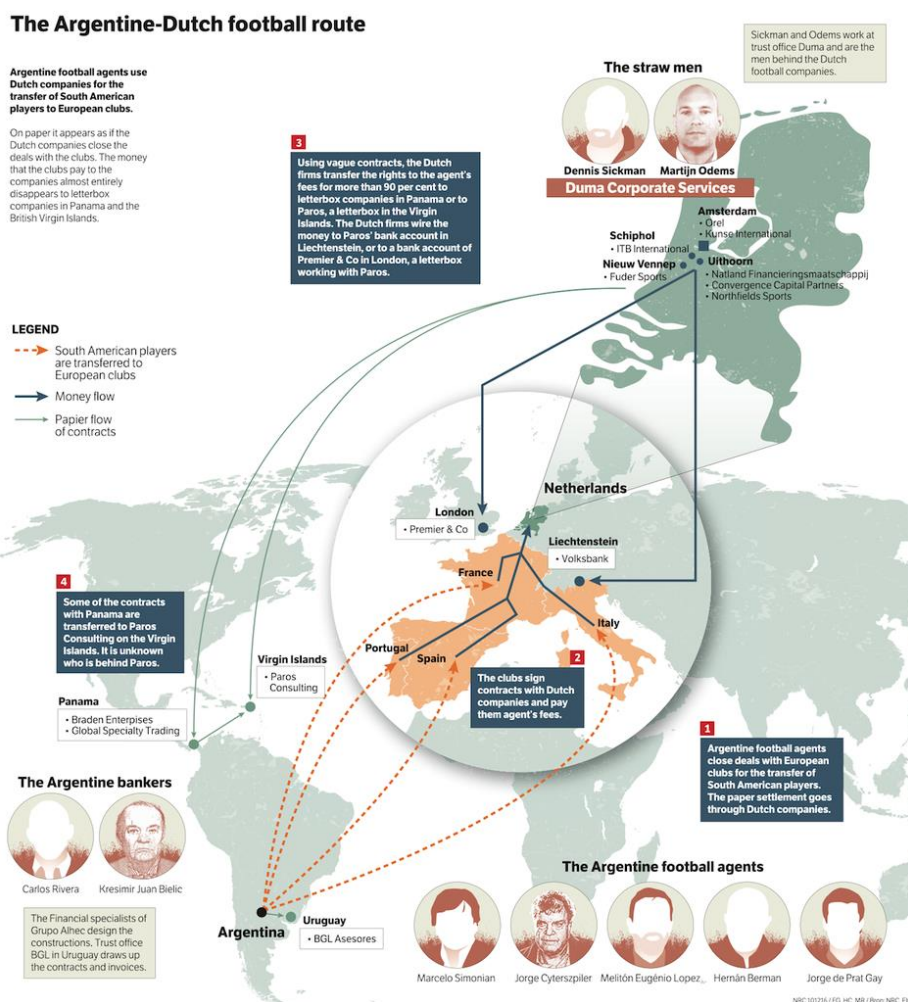 The Argentine-Dutch football route
Argentine football agents use
Dutch companies for the
transfer of South American
players to European clubs.
On paper it appears as if the
Dutch companies close the
deals with the clubs. The money
that the clubs pay to the
companies almost entirely
disappears to letterbox
companies in Panama and the
British Virgin Islands.
LEGEND
South American players
are transferred to
European clubs
Money flow
Papier flow
of contracts
3
Using vague contracts, the Dutch
firms transfer the rights to the agent's
fees for more than 90 per cent to
letterbox companies in Panama or to
Paros, a letterbox in the Virgin
Islands. The Dutch firms wire the
money to Paros' bank account in
Liechtenstein, or to a bank account of
Premier & Co in London, a letterbox
working with Paros.
The straw men
Sickman and Odems work at
trust office Duma and are the
men behind the Dutch
football companies.
Dennis Sickman
Martijn Odems
Duma Corporate Services
Amsterdam
• Orel
• Kunse International
Schiphol
• ITB International
Nieuw Vennep
• Fuder Sports
Uithoorn
• Natland Financieringsmaatschappij
• Convergence Capital Partners
• Northfields Sports
Netherlands
London
• Premier & Co
Liechtenstein
• Volksbank
France
Italy
Portugal
Spain
2
The clubs sign
contracts with Dutch
companies and pay
them agent's fees.
4
Some of the contracts
with Panama are
transferred to Paros
Consulting on the Virgin
Islands. It is unknown
who is behind Paros.
Virgin Islands
• Paros
Consulting
Panama
• Braden Enterpises
• Global Specialty Trading
1
Argentine football agents
close deals with European
clubs for the transfer of
South American players.
The paper settlement goes
through Dutch companies.
The Argentine bankers
Carlos Rivera
Kresimir Juan Bielic
The Financial specialists of
Grupo Alhec design the
constructions. Trust office
BGL in Uruguay draws up
the contracts and invoices.
Argentina
Uruguay
• BGL Asesores
The Argentine football agents
Marcelo Simonian
Jorge Cyterszpiler
Melitón Eugénio Lopez
Hernán Berman
Jorge de Prat Gay